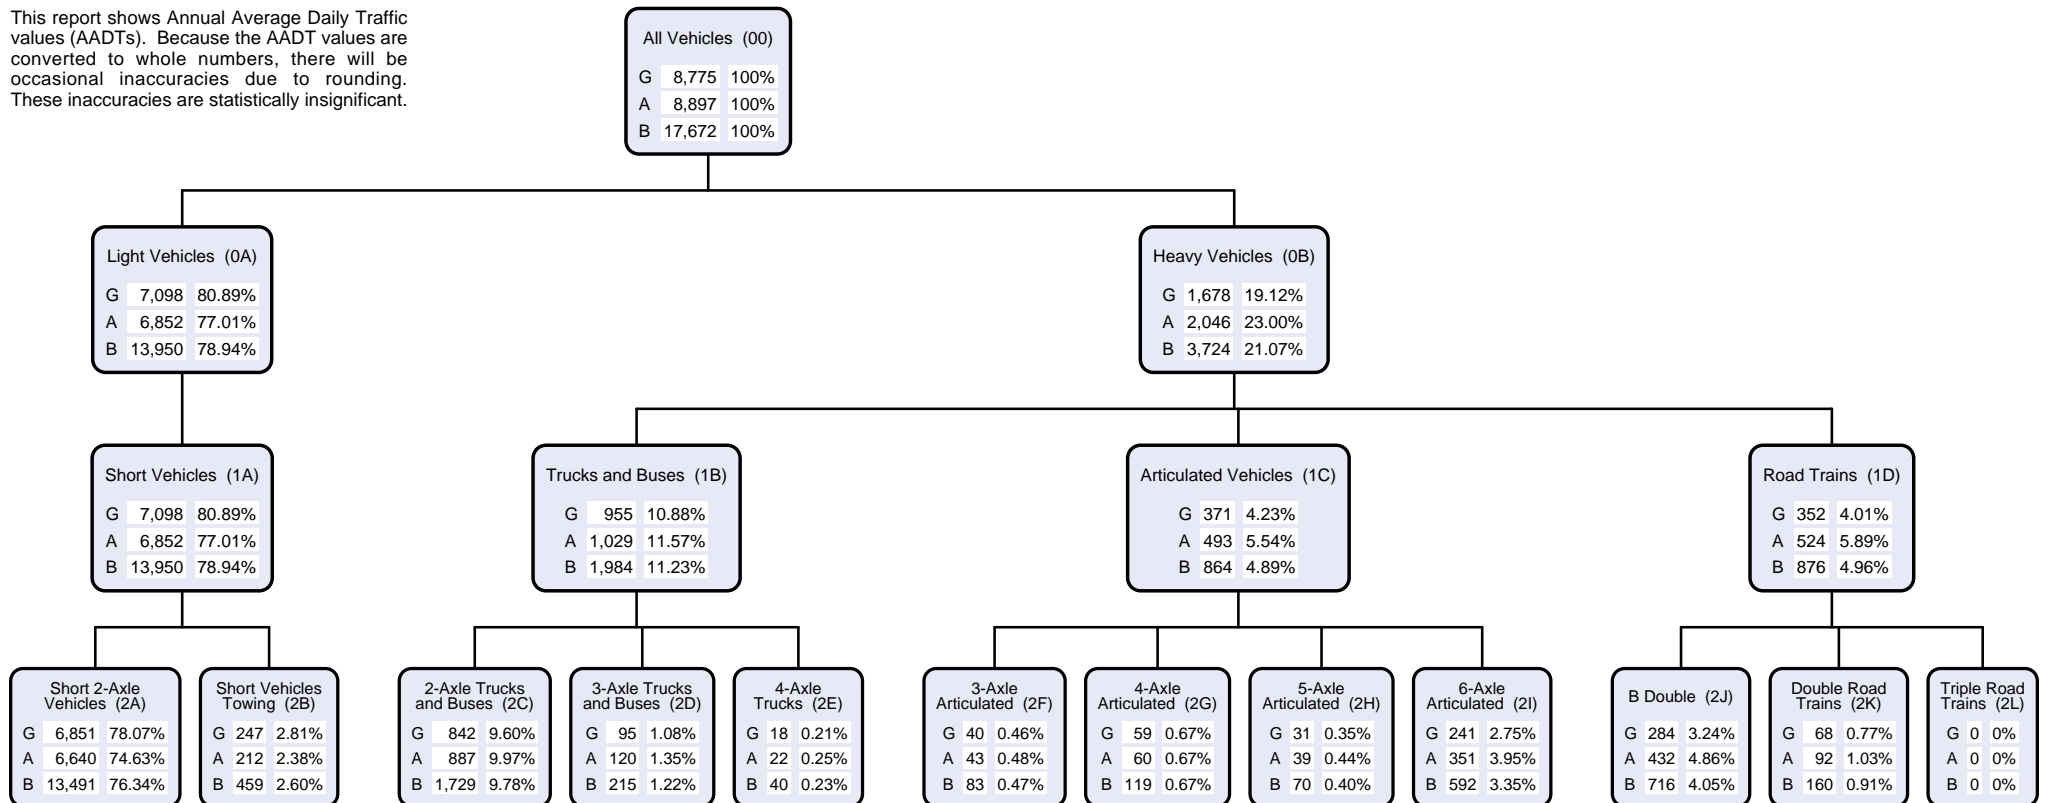 This report shows Annual Average Daily Traffic
values (AADTs). Because the AADT values are
converted to whole numbers, there will be
occasional inaccuracies due to rounding.
These inaccuracies are statistically insignificant.
All Vehicles (00)
G 8,775 100%
A 8,897 100%
B 17,672 100%
Light Vehicles (0A)
G 7,098 80.89%
A 6,852 77.01%
B 13,950 78.94%
Heavy Vehicles (0B)
G 1,678 19.12%
A 2,046 23.00%
B 3,724 21.07%
Short Vehicles (1A)
G 7,098 80.89%
A 6,852 77.01%
B 13,950 78.94%
Trucks and Buses (1B)
G 955 10.88%
A 1,029 11.57%
B 1,984 11.23%
Articulated Vehicles (1C)
G 371 4.23%
A 493 5.54%
B 864 4.89%
Road Trains (1D)
G 352 4.01%
A 524 5.89%
B 876 4.96%
Short 2-Axle
Vehicles (2A)
G 6,851 78.07%
A 6,640 74.63%
B 13,491 76.34%
Short Vehicles
Towing (2B)
G 247 2.81%
A 212 2.38%
B 459 2.60%
2-Axle Trucks
and Buses (2C)
G 842 9.60%
A 887 9.97%
B 1,729 9.78%
3-Axle Trucks
and Buses (2D)
G 95 1.08%
A 120 1.35%
B 215 1.22%
4-Axle
Trucks (2E)
G 18 0.21%
A 22 0.25%
B 40 0.23%
3-Axle
Articulated (2F)
G 40 0.46%
A 43 0.48%
B 83 0.47%
4-Axle
Articulated (2G)
G 59 0.67%
A 60 0.67%
B 119 0.67%
5-Axle
Articulated (2H)
G 31 0.35%
A 39 0.44%
B 70 0.40%
6-Axle
Articulated (2I)
G 241 2.75%
A 351 3.95%
B 592 3.35%
B Double (2J)
G 284 3.24%
A 432 4.86%
B 716 4.05%
Double Road
Trains (2K)
G 68 0.77%
A 92 1.03%
B 160 0.91%
Triple Road
Trains (2L)
G 0 0%
A 0 0%
B 0 0%